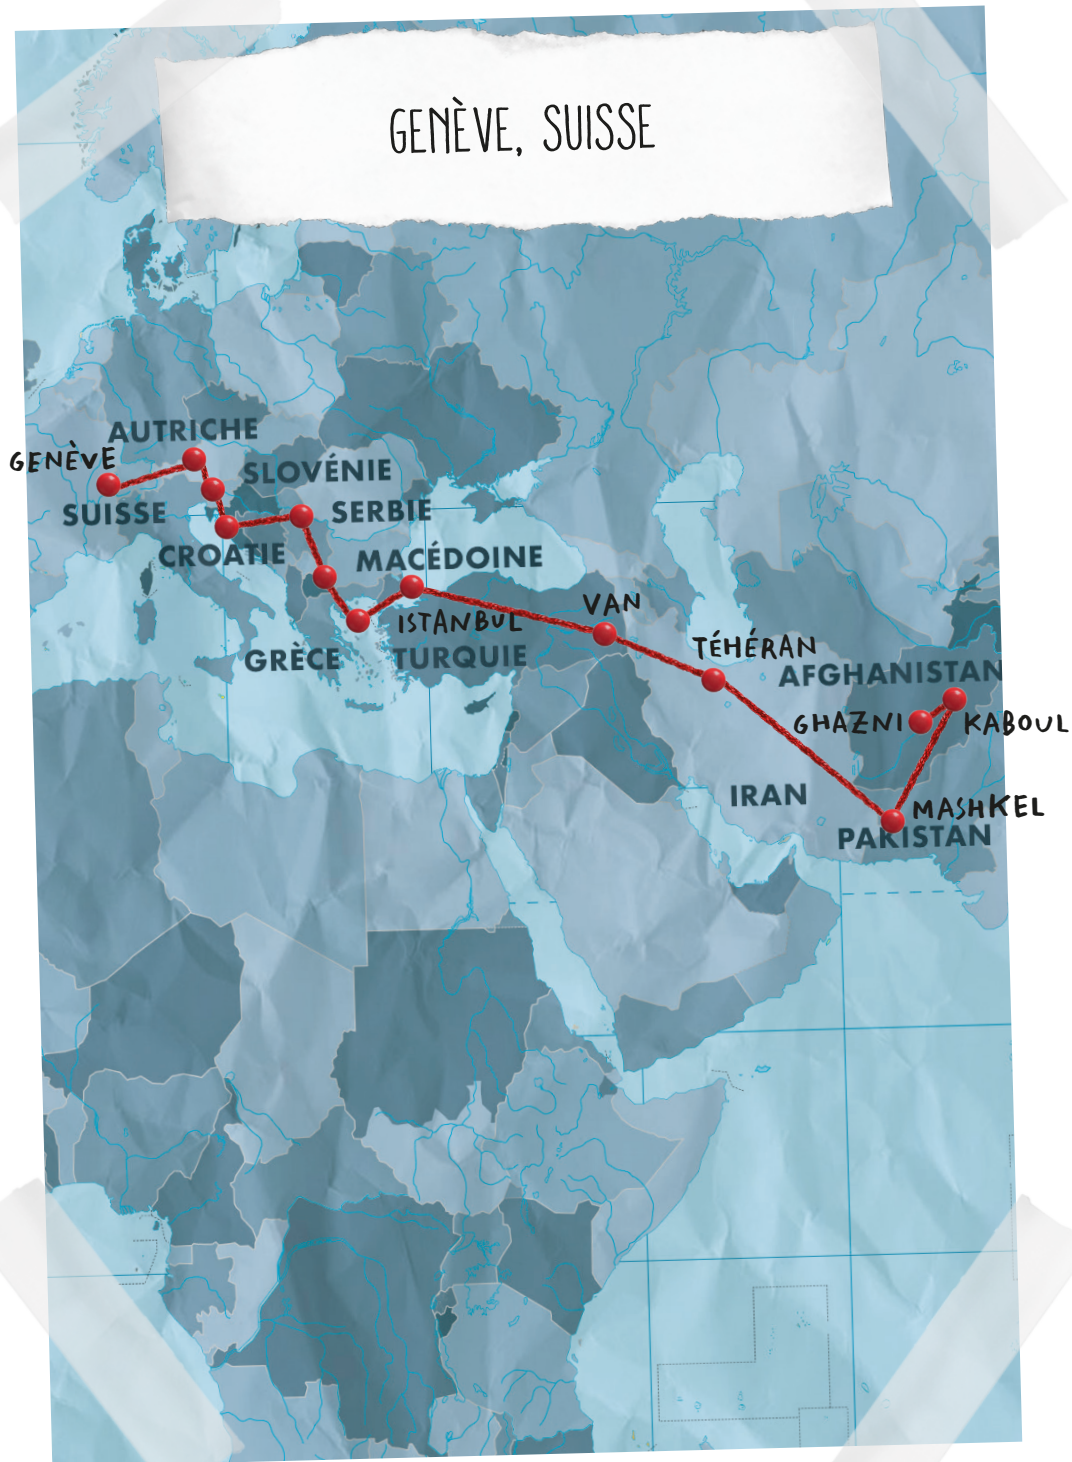 GENÈVE, SUISSE
AUTRICHE
GENÈVE
SLOVÉNIE
SUISSE
SERBIE
CROATIE
MACÉDOINE
VAN
ISTANBUL
TÉHÉRAN
GRÈCE
TURQUIE
AFGHANISTAN
GHAZNI
KABOUL
IRAN
MASHKEL
PAKISTAN